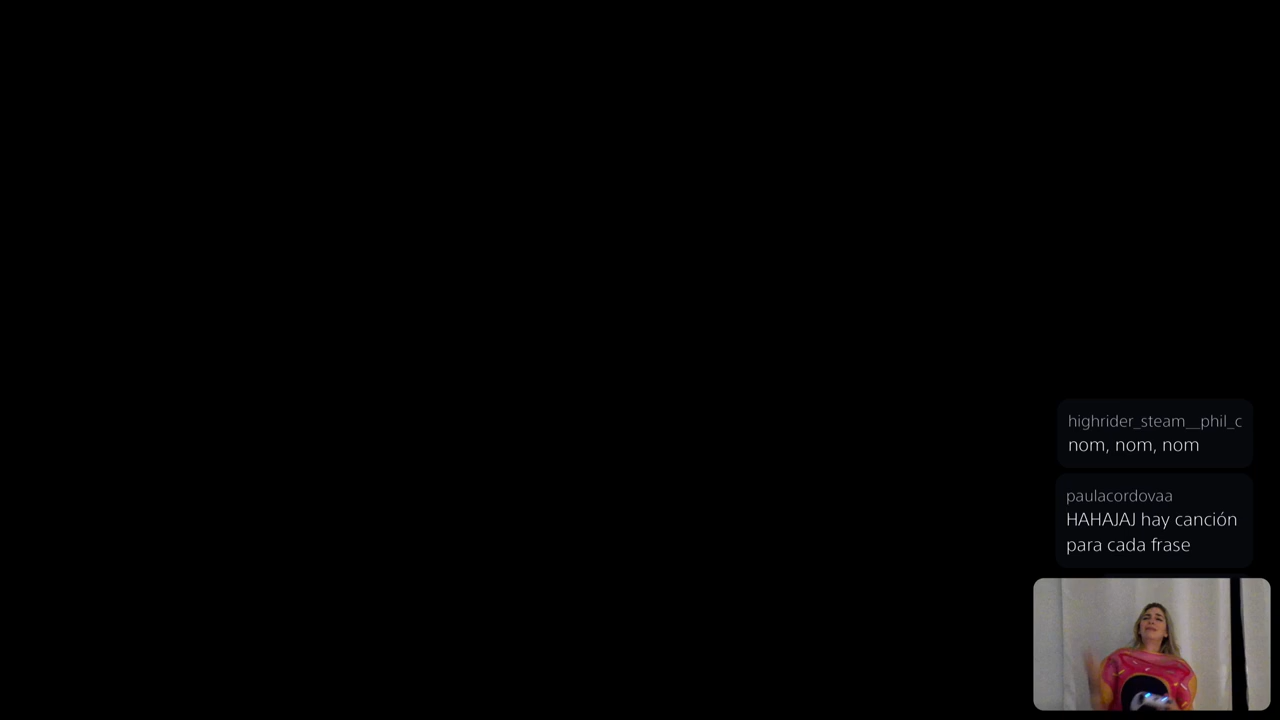 highrider_steam__phil_c
nom, nom, nom
paulacordovaa
HAHAJAJ hay canción
para cada frase